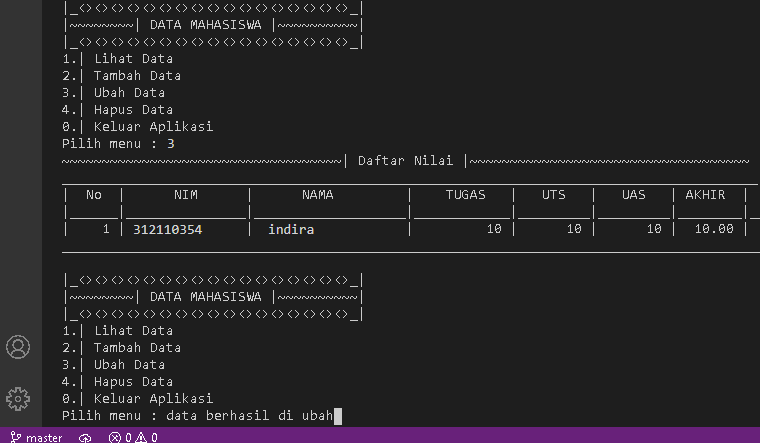 |_<><><><><><><><><><><><><><><><><>_|
|~~~~~~~~| DATA MAHASISWA |~~~~~~~~~~|
|_<><><><><><><><><><><><><><><><><>_|
1.| Lihat Data
2.| Tambah Data
3.| Ubah Data
4.| Hapus Data
0.| Keluar Aplikasi
Pilih menu : 3
~~~~~~~~~~~~~~~~~~~~~~~~~~~~~~~~~~~| Daftar Nilai |~~~~~~~~~~~~~~~~~~~~~~~~~~~~~~~~~~~
| No | NIM | NAMA | TUGAS | UTS | UAS | AKHIR |
| 1 | 312110354 | indira | 10 | 10 | 10 | 10.00 |
|_<><><><><><><><><><><><><><><><><>_|
|~~~~~~~~| DATA MAHASISWA |~~~~~~~~~~|
|_<><><><><><><><><><><><><><><><><>_|
1.| Lihat Data
2.| Tambah Data
3.| Ubah Data
4.| Hapus Data
0.| Keluar Aplikasi
Pilih menu : data berhasil di ubah
master 0 0